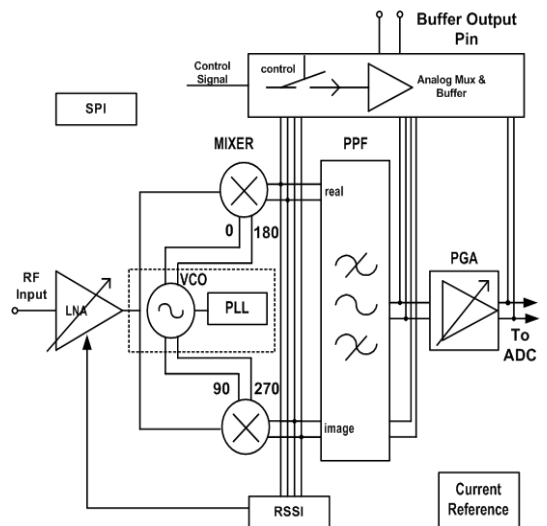 Buffer Output
Pin
Control
Signal
control
Analog Mux &
Buffer
SPI
MIXER
PPF
real
0
180
VCO
RF
Input
LNA
PLL
PGA
To
ADC
90
270
image
RSSI
Current
Reference